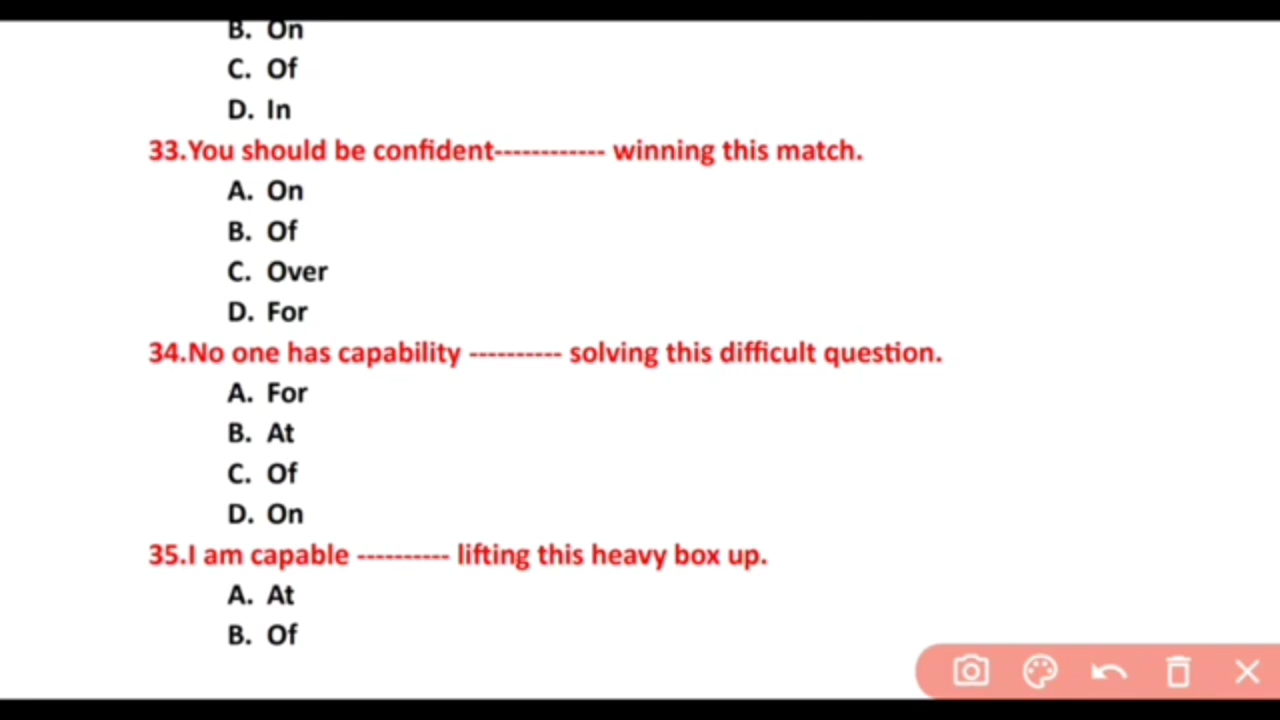 B. On
C. Of
D. In
33.You should be confident------------ winning this match.
A. On
B. Of
C. Over
D. For
34.No one has capability ---------- solving this difficult question.
A. For
B. At
C. Of
D. On
35.I am capable ---------- lifting this heavy box up.
A. At
B. Of